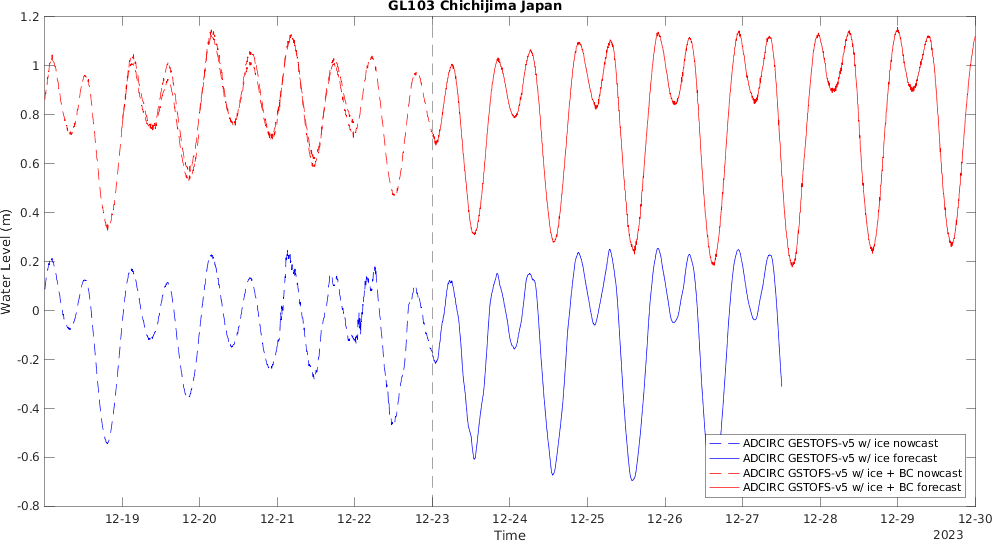 GL103 Chichijima Japan
Water Level (m)
1.2
1
0.8
0.6
0.4
0.2
0
-0.2
-0.4
-0.6
-0.8
ADCIRC GESTOFS-v5 w/ ice nowcast
ADCIRC GESTOFS-v5 w/ ice forecast
ADCIRC GSTOFS-v5 w/ ice + BC nowcast
ADCIRC GSTOFS-v5 w/ ice + BC forecast
12-19 12-20 12-21 12-22 12-23 12-24 12-25 12-26 12-27 12-28 12-29 12-30
Time
2023